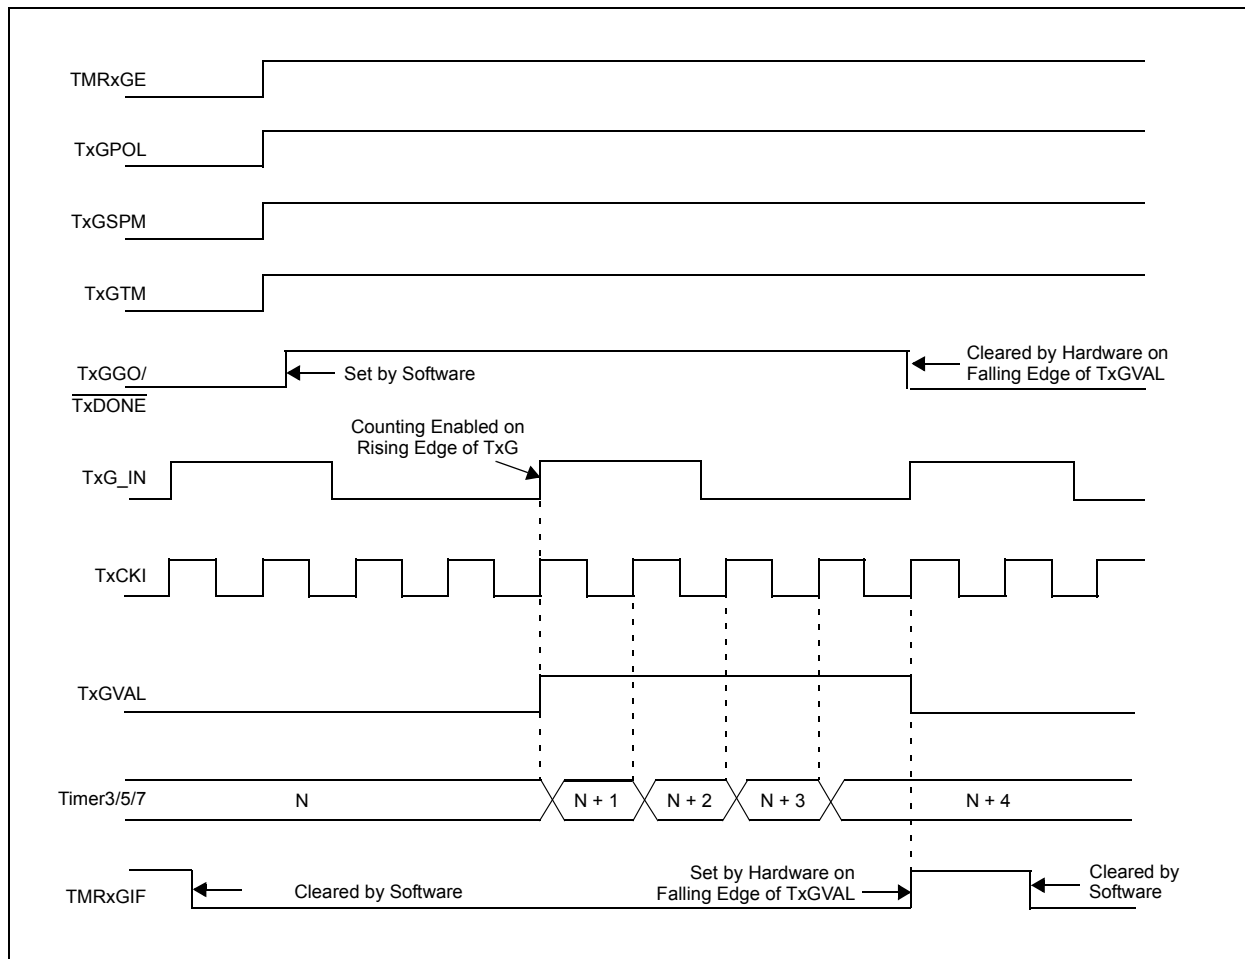 TMRxGE
TxGPOL
TxGSPM
TxGTM
TxGGO/
TxDONE
Set by Software
Cleared by Hardware on
Falling Edge of TxGVAL
Counting Enabled on
Rising Edge of TxG
TxG_IN
TxCKI
TxGVAL
Timer3/5/7
N
N + 1
N + 2
N + 3
N + 4
TMRxGIF
Cleared by Software
Set by Hardware on
Falling Edge of TxGVAL
Cleared by
Software